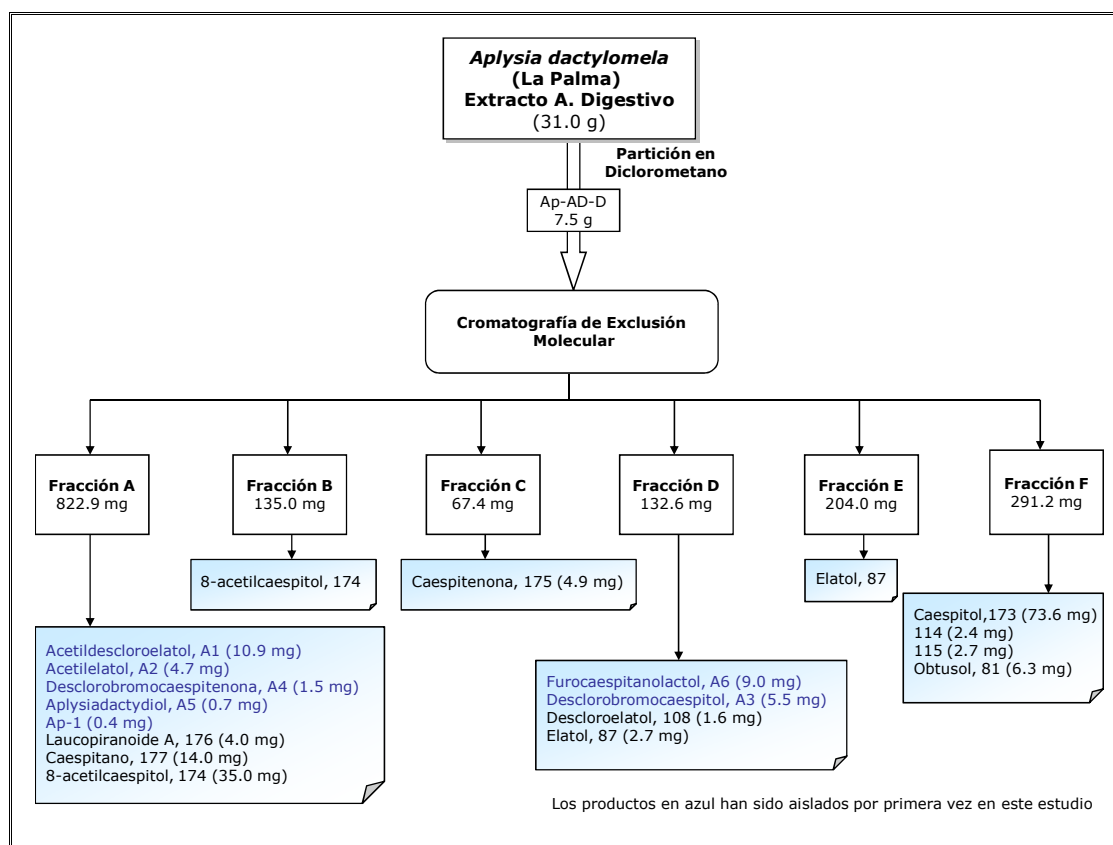 Aplysia dactylomela
(La Palma)
Extracto A. Digestivo
(31.0 g)
Partición en
Diclorometano
Ap-AD-D
7.5 g
Cromatografía de Exclusión
Molecular
Fracción A
822.9 mg
Fracción B
135.0 mg
Fracción C
67.4 mg
Fracción D
132.6 mg
Fracción E
204.0 mg
Fracción F
291.2 mg
8-acetilcaespitol, 174
Caespitenona, 175 (4.9 mg)
Elatol, 87
Caespitol,173 (73.6 mg)
114 (2.4 mg)
115 (2.7 mg)
Obtusol, 81 (6.3 mg)
Acetildescloroelatol, A1 (10.9 mg)
Acetilelatol, A2 (4.7 mg)
Desclorobromocaespitenona, A4 (1.5 mg)
Aplysiadactydiol, A5 (0.7 mg)
Ap-1 (0.4 mg)
Laucopiranoide A, 176 (4.0 mg)
Caespitano, 177 (14.0 mg)
8-acetilcaespitol, 174 (35.0 mg)
Furocaespitanolactol, A6 (9.0 mg)
Desclorobromocaespitol, A3 (5.5 mg)
Descloroelatol, 108 (1.6 mg)
Elatol, 87 (2.7 mg)
Los productos en azul han sido aislados por primera vez en este estudio